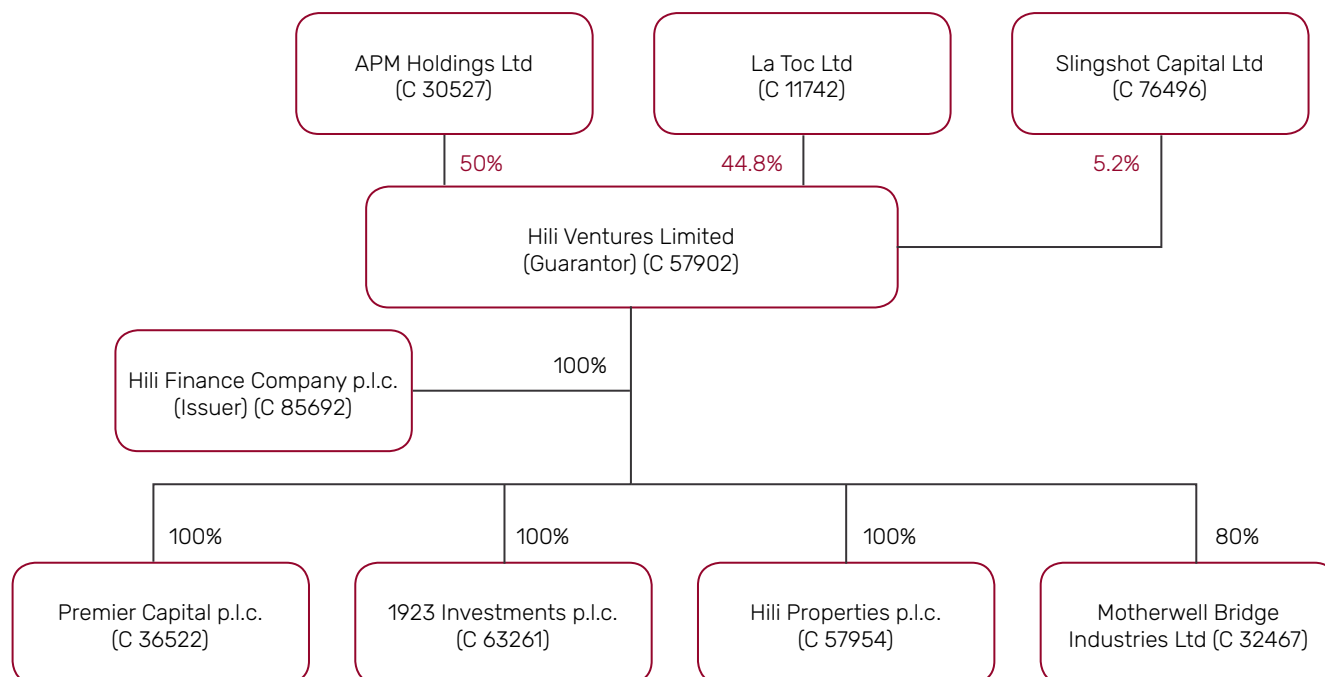 APM Holdings Ltd
(C 30527)
La Toc Ltd
(C 11742)
Slingshot Capital Ltd
(C 76496)
50%
44.8%
5.2%
Hili Ventures Limited
(Guarantor) (C 57902)
100%
Hili Finance Company p.l.c.
(Issuer) (C 85692)
100%
100%
100%
80%
Premier Capital p.l.c.
(C 36522)
1923 Investments p.l.c.
(C 63261)
Hili Properties p.l.c.
(C 57954)
Motherwell Bridge
Industries Ltd (C 32467)